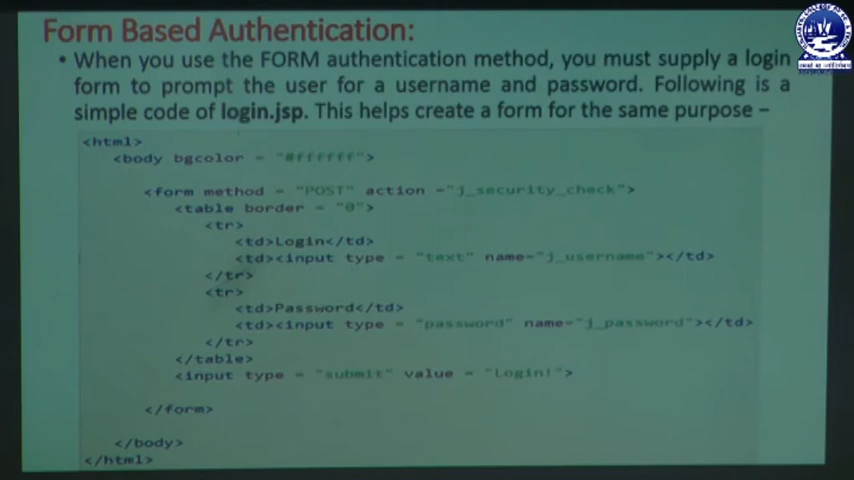 Form Based Authentication:
• When you use the FORM authentication method, you must supply a login
form to prompt the user for a username and password. Following is a
simple code of login.jsp. This helps create a form for the same purpose –
<html>
<body bgcolor = "#ffffff">
<form method = "POST" action ="j_security_check">
<table border = "0">
<tr>
<td>Login</td>
<td><input type = "text" name="j_username"></td>
</tr>
<tr>
<td>Password</td>
<td><input type = "password" name="j_password"></td>
</tr>
</table>
<input type = "submit" value = "Login!">
</form>
</body>
</html>